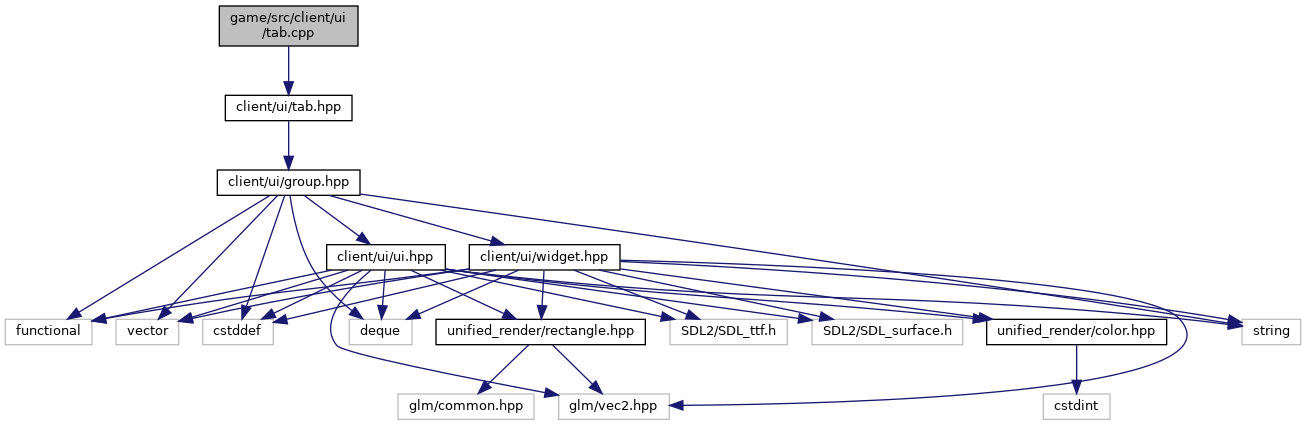 game/src/client/ui
/tab.cpp
client/ui/tab.hpp
client/ui/group.hpp
client/ui/ui.hpp
client/ui/widget.hpp
functional
vector
cstddef
deque
unified_render/rectangle.hpp
SDL2/SDL_ttf.h
SDL2/SDL_surface.h
unified_render/color.hpp
string
glm/common.hpp
glm/vec2.hpp
cstdint